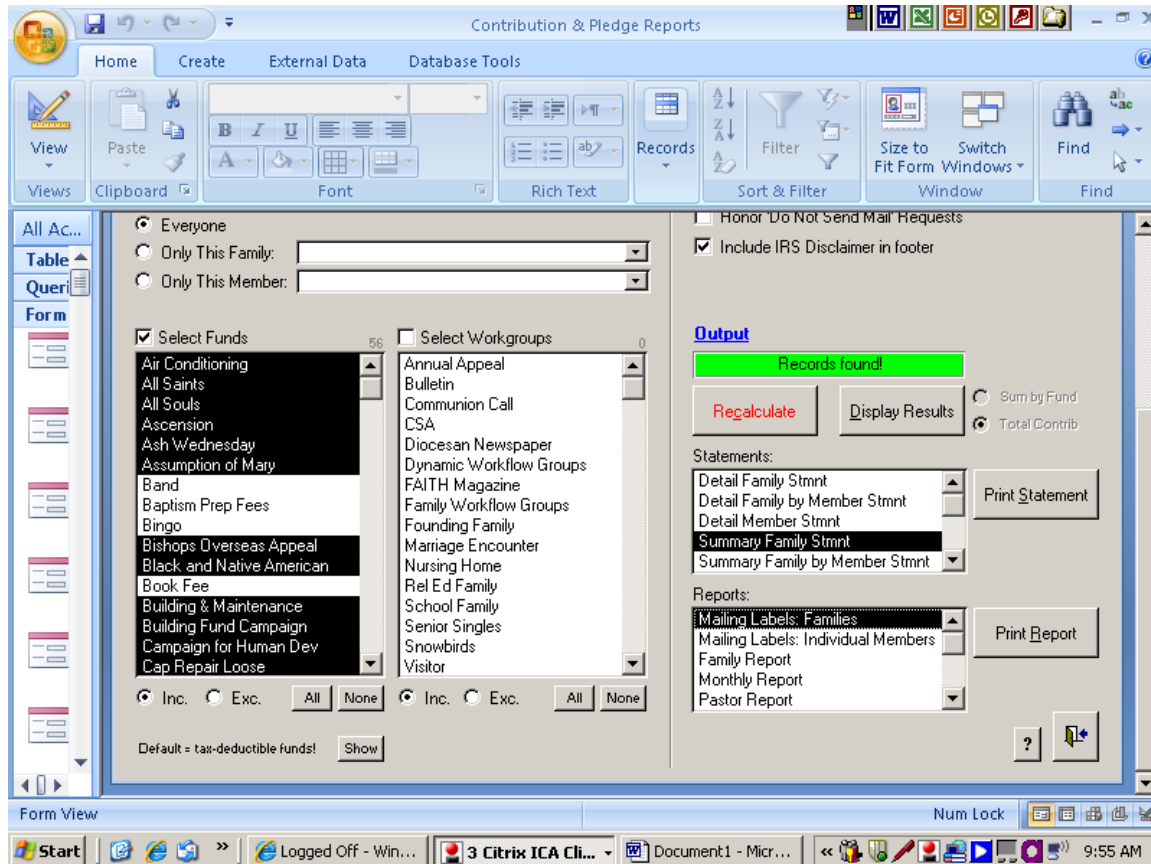 Contribution & Pledge Reports
Home Create External Data Database Tools
View Paste B I U A Records Filter Size to Fit Form Switch Windows Find
Views Clipboard Font Rich Text Sort & Filter Window Find
All Ac...
Table
Queri
Form
Everyone
Only This Family:
Only This Member:
Honor 'Do Not Send Mail' Requests
Include IRS Disclaimer in footer
Select Funds 56
Air Conditioning
All Saints
All Souls
Ascension
Ash Wednesday
Assumption of Mary
Band
Baptism Prep Fees
Bingo
Bishops Overseas Appeal
Black and Native American
Book Fee
Building & Maintenance
Building Fund Campaign
Campaign for Human Dev
Cap Repair Loose
Inc. Exc. All None
Default = tax-deductible funds! Show
Select Workgroups 0
Annual Appeal
Bulletin
Communion Call
CSA
Diocesan Newspaper
Dynamic Workflow Groups
FAITH Magazine
Family Workflow Groups
Founding Family
Marriage Encounter
Nursing Home
Rel Ed Family
School Family
Senior Singles
Snowbirds
Visitor
Inc. Exc. All None
Output
Records found!
Recalculate Display Results
Sum by Fund
Total Contrib
Statements:
Detail Family Stmnt
Detail Family by Member Stmnt
Detail Member Stmnt
Summary Family Stmnt
Summary Family by Member Stmnt
Print Statement
Reports:
Mailing Labels: Families
Mailing Labels: Individual Members
Family Report
Monthly Report
Pastor Report
Print Report
?
Form View Num Lock
Start Logged Off - Win... 3 Citrix ICA Cli... Document1 - Micr... 9:55 AM